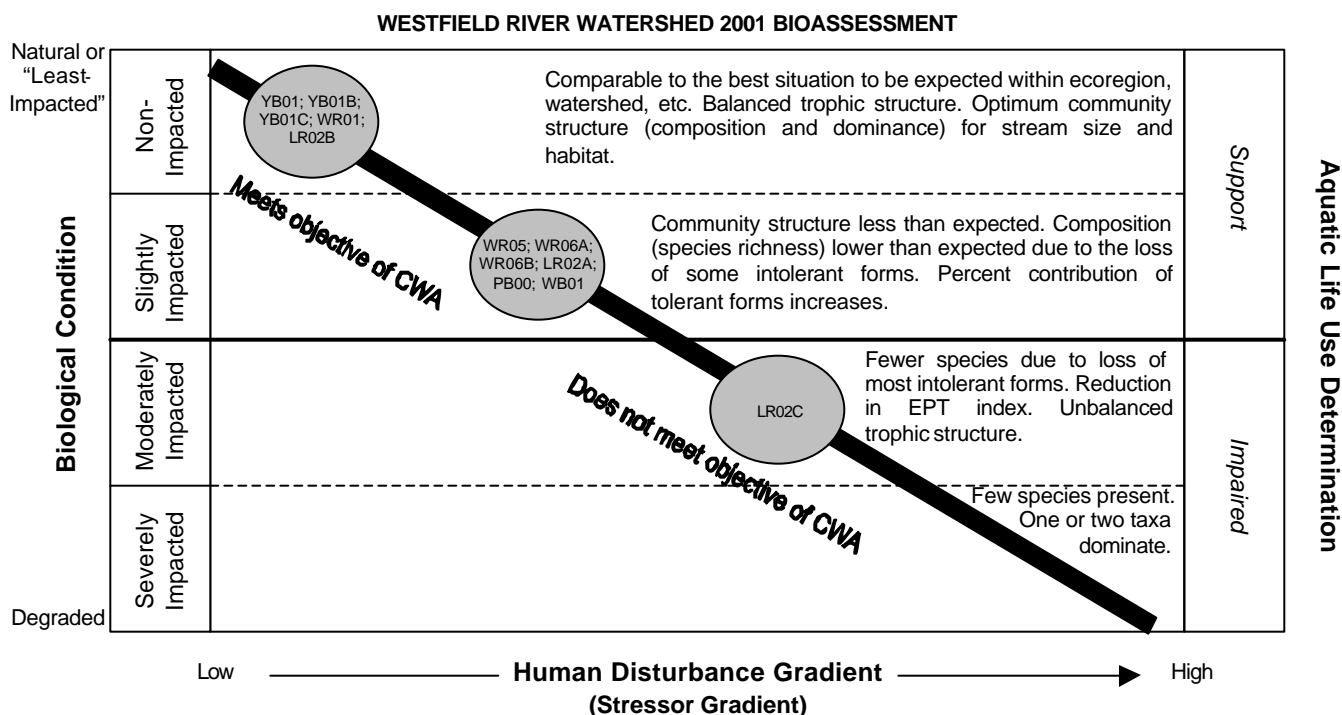 WESTFIELD RIVER WATERSHED 2001 BIOASSESSMENT
Natural or
“Least-
Impacted”
Degraded
Biological Condition
Non-
Impacted
Slightly
Impacted
Moderately
Impacted
Severely
Impacted
YB01; YB01B;
YB01C; WR01;
LR02B
Comparable to the best situation to be expected within ecoregion,
watershed, etc. Balanced trophic structure. Optimum community
structure (composition and dominance) for stream size and
habitat.
Meets objective of CWA
WR05; WR06A;
WR06B; LR02A;
PB00; WB01
Community structure less than expected. Composition
(species richness) lower than expected due to the loss
of some intolerant forms. Percent contribution of
tolerant forms increases.
Does not meet objective of CWA
LR02C
Fewer species due to loss of
most intolerant forms. Reduction
in EPT index. Unbalanced
trophic structure.
Few species present.
One or two taxa
dominate.
Support
Impaired
Aquatic Life Use Determination
Low
Human Disturbance Gradient
High
(Stressor Gradient)